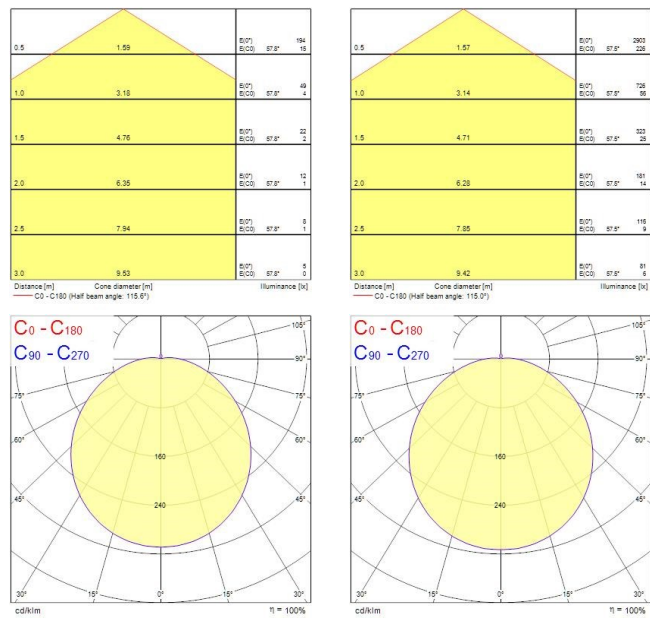 E(0°) 194
0.5 1.59 E(C0) 57.8° 15
E(0°) 49
1.0 3.18 E(C0) 57.8° 4
E(0°) 22
1.5 4.76 E(C0) 57.8° 2
E(0°) 12
2.0 6.35 E(C0) 57.8° 1
E(0°) 8
2.5 7.94 E(C0) 57.8° 1
E(0°) 5
3.0 9.53 E(C0) 57.8° 0
Distance [m] Cone diameter [m] Illuminance [lx]
C0 - C180 (Half beam angle: 115.6°)
E(0°) 2903
0.5 1.57 E(C0) 57.5° 225
E(0°) 726
1.0 3.14 E(C0) 57.5° 56
E(0°) 323
1.5 4.71 E(C0) 57.5° 25
E(0°) 181
2.0 6.28 E(C0) 57.5° 14
E(0°) 116
2.5 7.85 E(C0) 57.5° 9
E(0°) 81
3.0 9.42 E(C0) 57.5° 6
Distance [m] Cone diameter [m] Illuminance [lx]
C0 - C180 (Half beam angle: 115.0°)
C0 - C180
C90 - C270
105°
90°
75° 75°
60° 60°
160
45° 45°
240
30° 15° 0° 15° 30°
cd/klm η = 100%
C0 - C180
C90 - C270
105°
90°
75° 75°
60° 60°
160
45° 45°
240
30° 15° 0° 15° 30°
cd/klm η = 100%